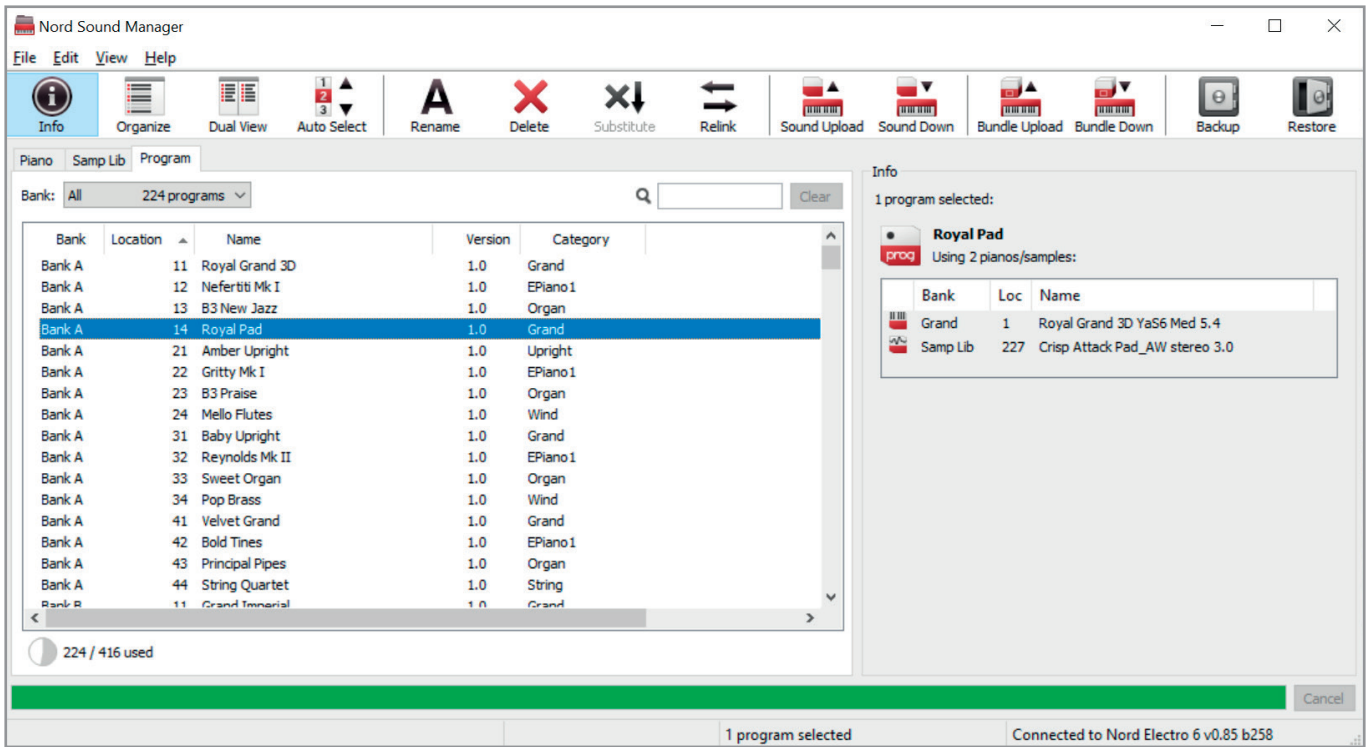 Nord Sound Manager
File Edit View Help
Info Organize Dual View Auto Select Rename Delete Substitute Relink Sound Upload Sound Down Bundle Upload Bundle Down Backup Restore
1
2
3
Piano Samp Lib Program
Bank: All 224 programs Clear
Bank Location Name Version Category
Bank A 11 Royal Grand 3D 1.0 Grand
Bank A 12 Nefertiti Mk I 1.0 EPiano1
Bank A 13 B3 New Jazz 1.0 Organ
Bank A 14 Royal Pad 1.0 Grand
Bank A 21 Amber Upright 1.0 Upright
Bank A 22 Gritty Mk I 1.0 EPiano1
Bank A 23 B3 Praise 1.0 Organ
Bank A 24 Mello Flutes 1.0 Wind
Bank A 31 Baby Upright 1.0 Grand
Bank A 32 Reynolds Mk II 1.0 EPiano1
Bank A 33 Sweet Organ 1.0 Organ
Bank A 34 Pop Brass 1.0 Wind
Bank A 41 Velvet Grand 1.0 Grand
Bank A 42 Bold Tines 1.0 EPiano1
Bank A 43 Principal Pipes 1.0 Organ
Bank A 44 String Quartet 1.0 String
Bank B 11 Grand Imperial 1.0 Grand
224 / 416 used
Info
1 program selected:
prog
Royal Pad
Using 2 pianos/samples:
Bank Loc Name
Grand 1 Royal Grand 3D YaS6 Med 5.4
Samp Lib 227 Crisp Attack Pad_AW stereo 3.0
Cancel
1 program selected
Connected to Nord Electro 6 v0.85 b258